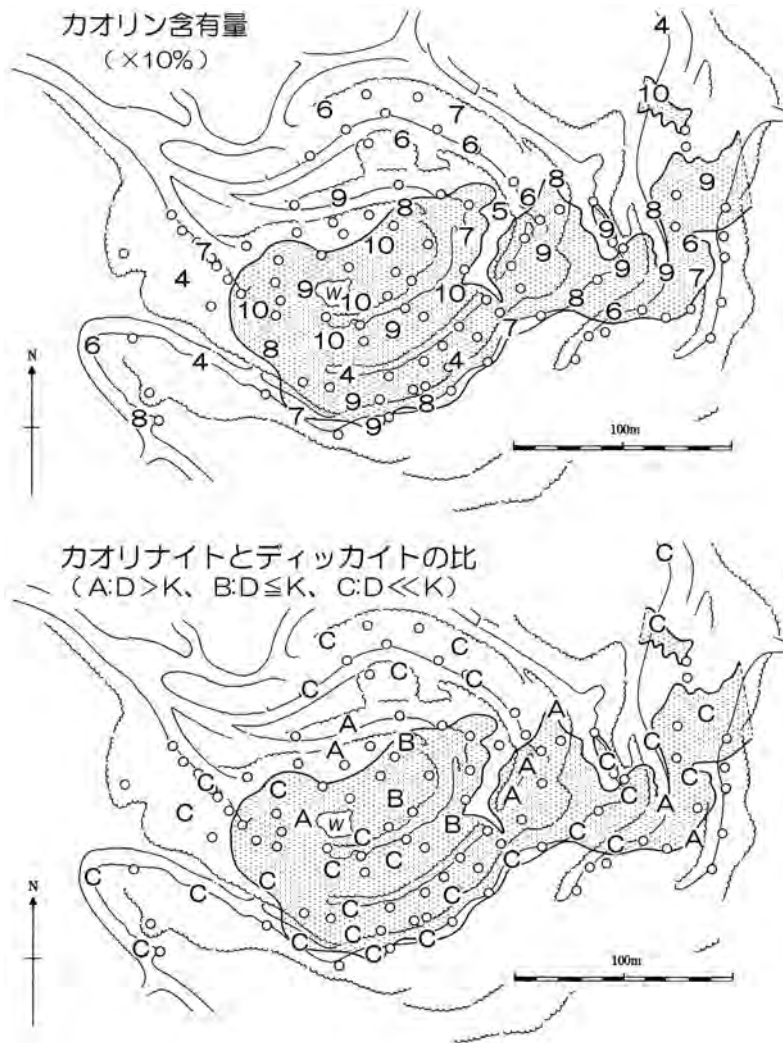 カオリン含有量
（×10%）
4
10
6 7
6 6
8 9
9 6
8 5 8
9
7 10 7 9 6
9
4 9 W 10 9 7
10 10 8 6
10 9 7
6 8
N 4 4 4
9 8
8 7 9
100m
カオリナイトとディッカイトの比
（A:D>K、B:D≦K、C:D≪K）
C
C
C C
C C
C
A
A B C
A
C C A C C
B A C
C A W B A
C C C A
C C C
C C
C C
N C
C C
C C C
100m